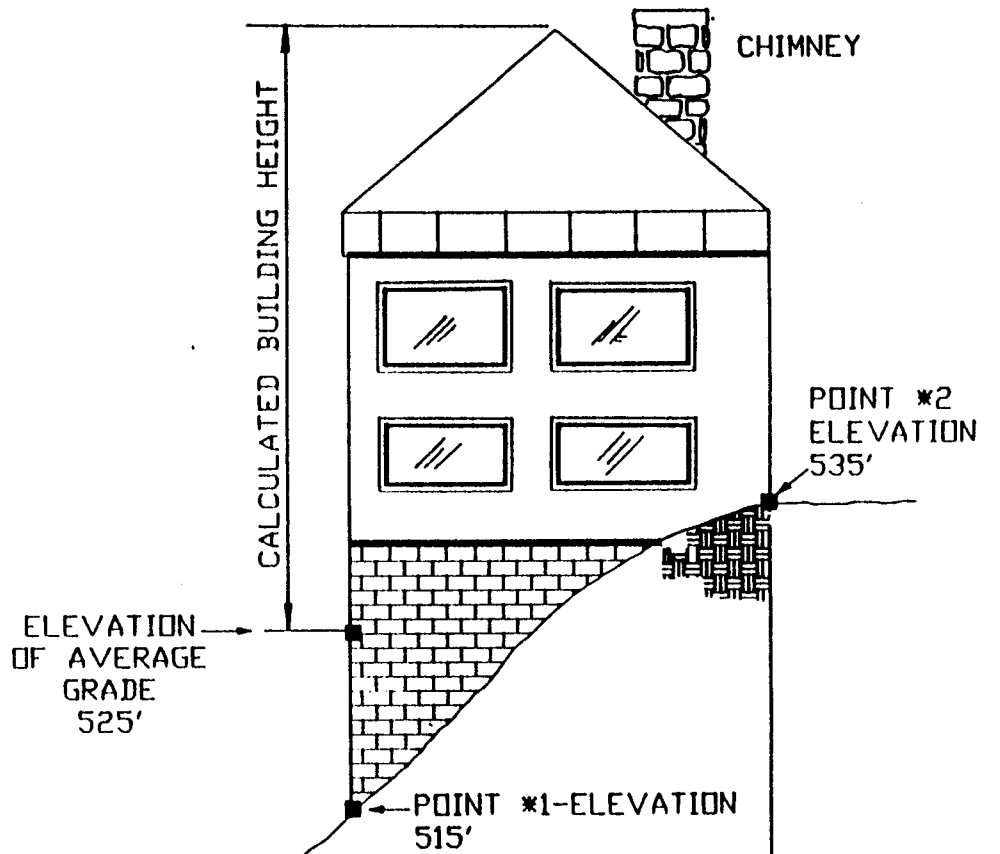 CHIMNEY
CALCULATED BUILDING HEIGHT
POINT *2
ELEVATION
535'
ELEVATION
OF AVERAGE
GRADE
525'
POINT *1-ELEVATION
515'